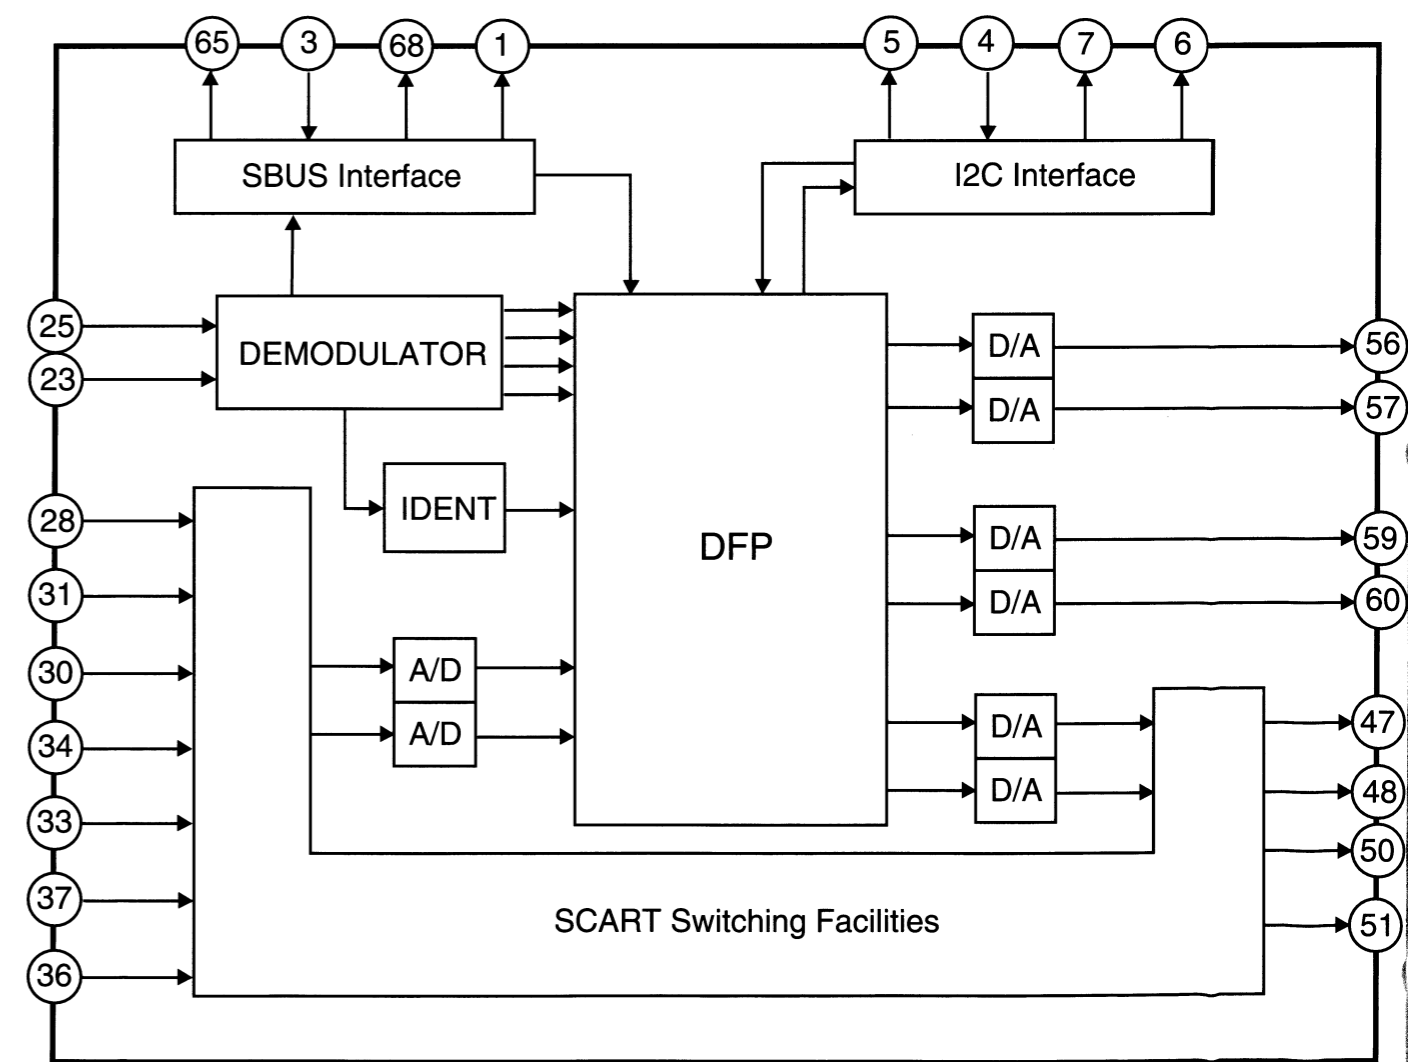 65 3 68 1 5 4 7 6
SBUS Interface
I2C Interface
25
23
DEMODULATOR
D/A
D/A
56
57
28
31
30
34
33
37
36
IDENT
DFP
D/A
D/A
59
60
A/D
A/D
D/A
D/A
47
48
50
51
SCART Switching Facilities